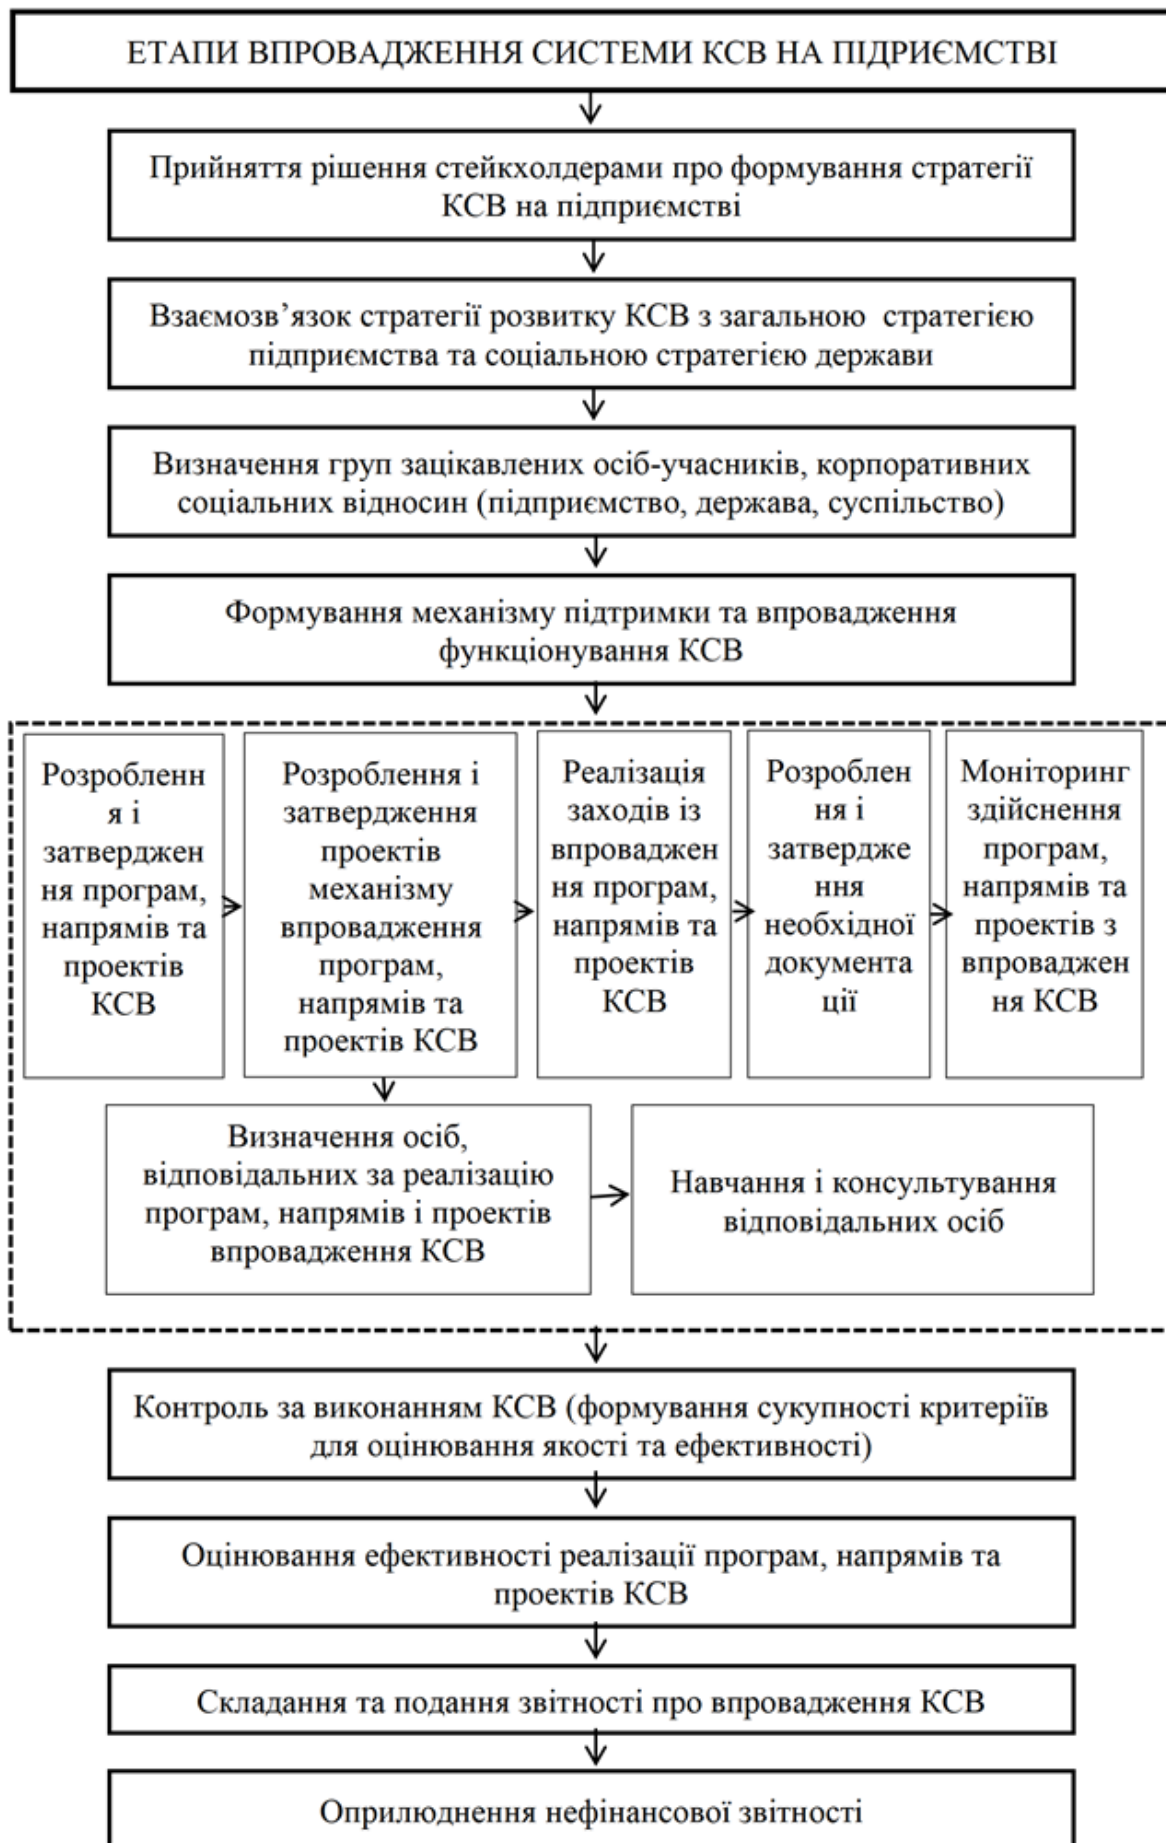 ЕТАПИ ВПРОВАДЖЕННЯ СИСТЕМИ КСВ НА ПІДРИЄМСТВІ
Прийняття рішення стейкхолдерами про формування стратегії
КСВ на підприємстві
Взаємозв’язок стратегії розвитку КСВ з загальною стратегією
підприємства та соціальною стратегією держави
Визначення груп зацікавлених осіб-учасників, корпоративних
соціальних відносин (підприємство, держава, суспільство)
Формування механізму підтримки та впровадження
функціонування КСВ
Розробленн
я і
затверджен
ня програм,
напрямів та
проектів
КСВ
Розроблення і
затвердження
проектів
механізму
впровадження
програм,
напрямів та
проектів КСВ
Реалізація
заходів із
впроваджен
ня програм,
напрямів та
проектів
КСВ
Розроблен
ня і
затвердже
ння
необхідної
документа
ції
Моніторинг
здійснення
програм,
напрямів та
проектів з
впроваджен
ня КСВ
Визначення осіб,
відповідальних за реалізацію
програм, напрямів і проектів
впровадження КСВ
Навчання і консультування
відповідальних осіб
Контроль за виконанням КСВ (формування сукупності критеріїв
для оцінювання якості та ефективності)
Оцінювання ефективності реалізації програм, напрямів та
проектів КСВ
Складання та подання звітності про впровадження КСВ
Оприлюднення нефінансової звітності